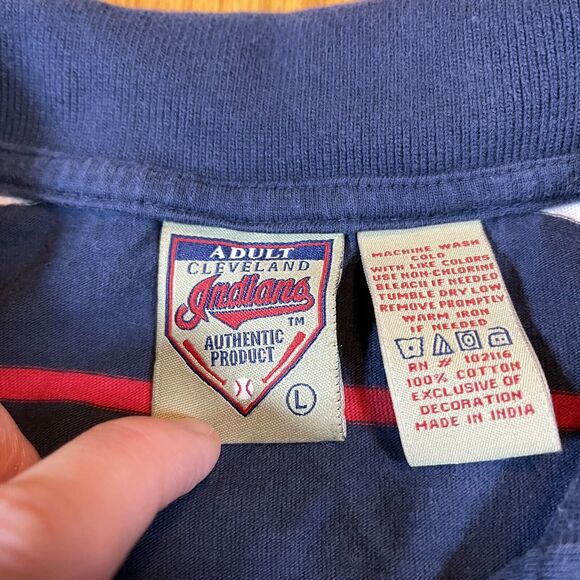 ADULT
CLEVELAND
Indians
TM
AUTHENTIC
PRODUCT
L
MACHINE WASH
COLD
WITH LIKE COLORS
USE NON-CHLORINE
BLEACH IF NEEDED
TUMBLE DRY LOW
REMOVE PROMPTLY
WARM IRON
IF NEEDED
RN # 102116
100% COTTON
EXCLUSIVE OF
DECORATION
MADE IN INDIA